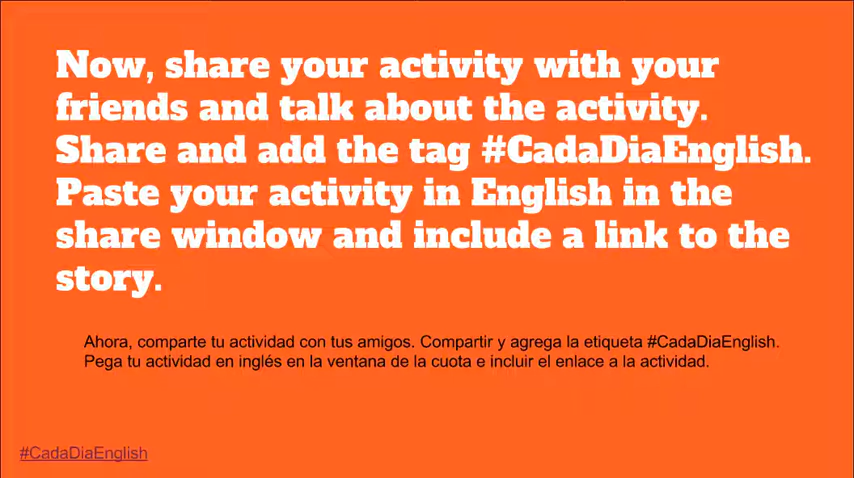 Now, share your activity with your
friends and talk about the activity.
Share and add the tag #CadaDiaEnglish.
Paste your activity in English in the
share window and include a link to the
story.
Ahora, comparte tu actividad con tus amigos. Compartir y agrega la etiqueta #CadaDiaEnglish.
Pega tu actividad en inglés en la ventana de la cuota e incluir el enlace a la actividad.
#CadaDiaEnglish